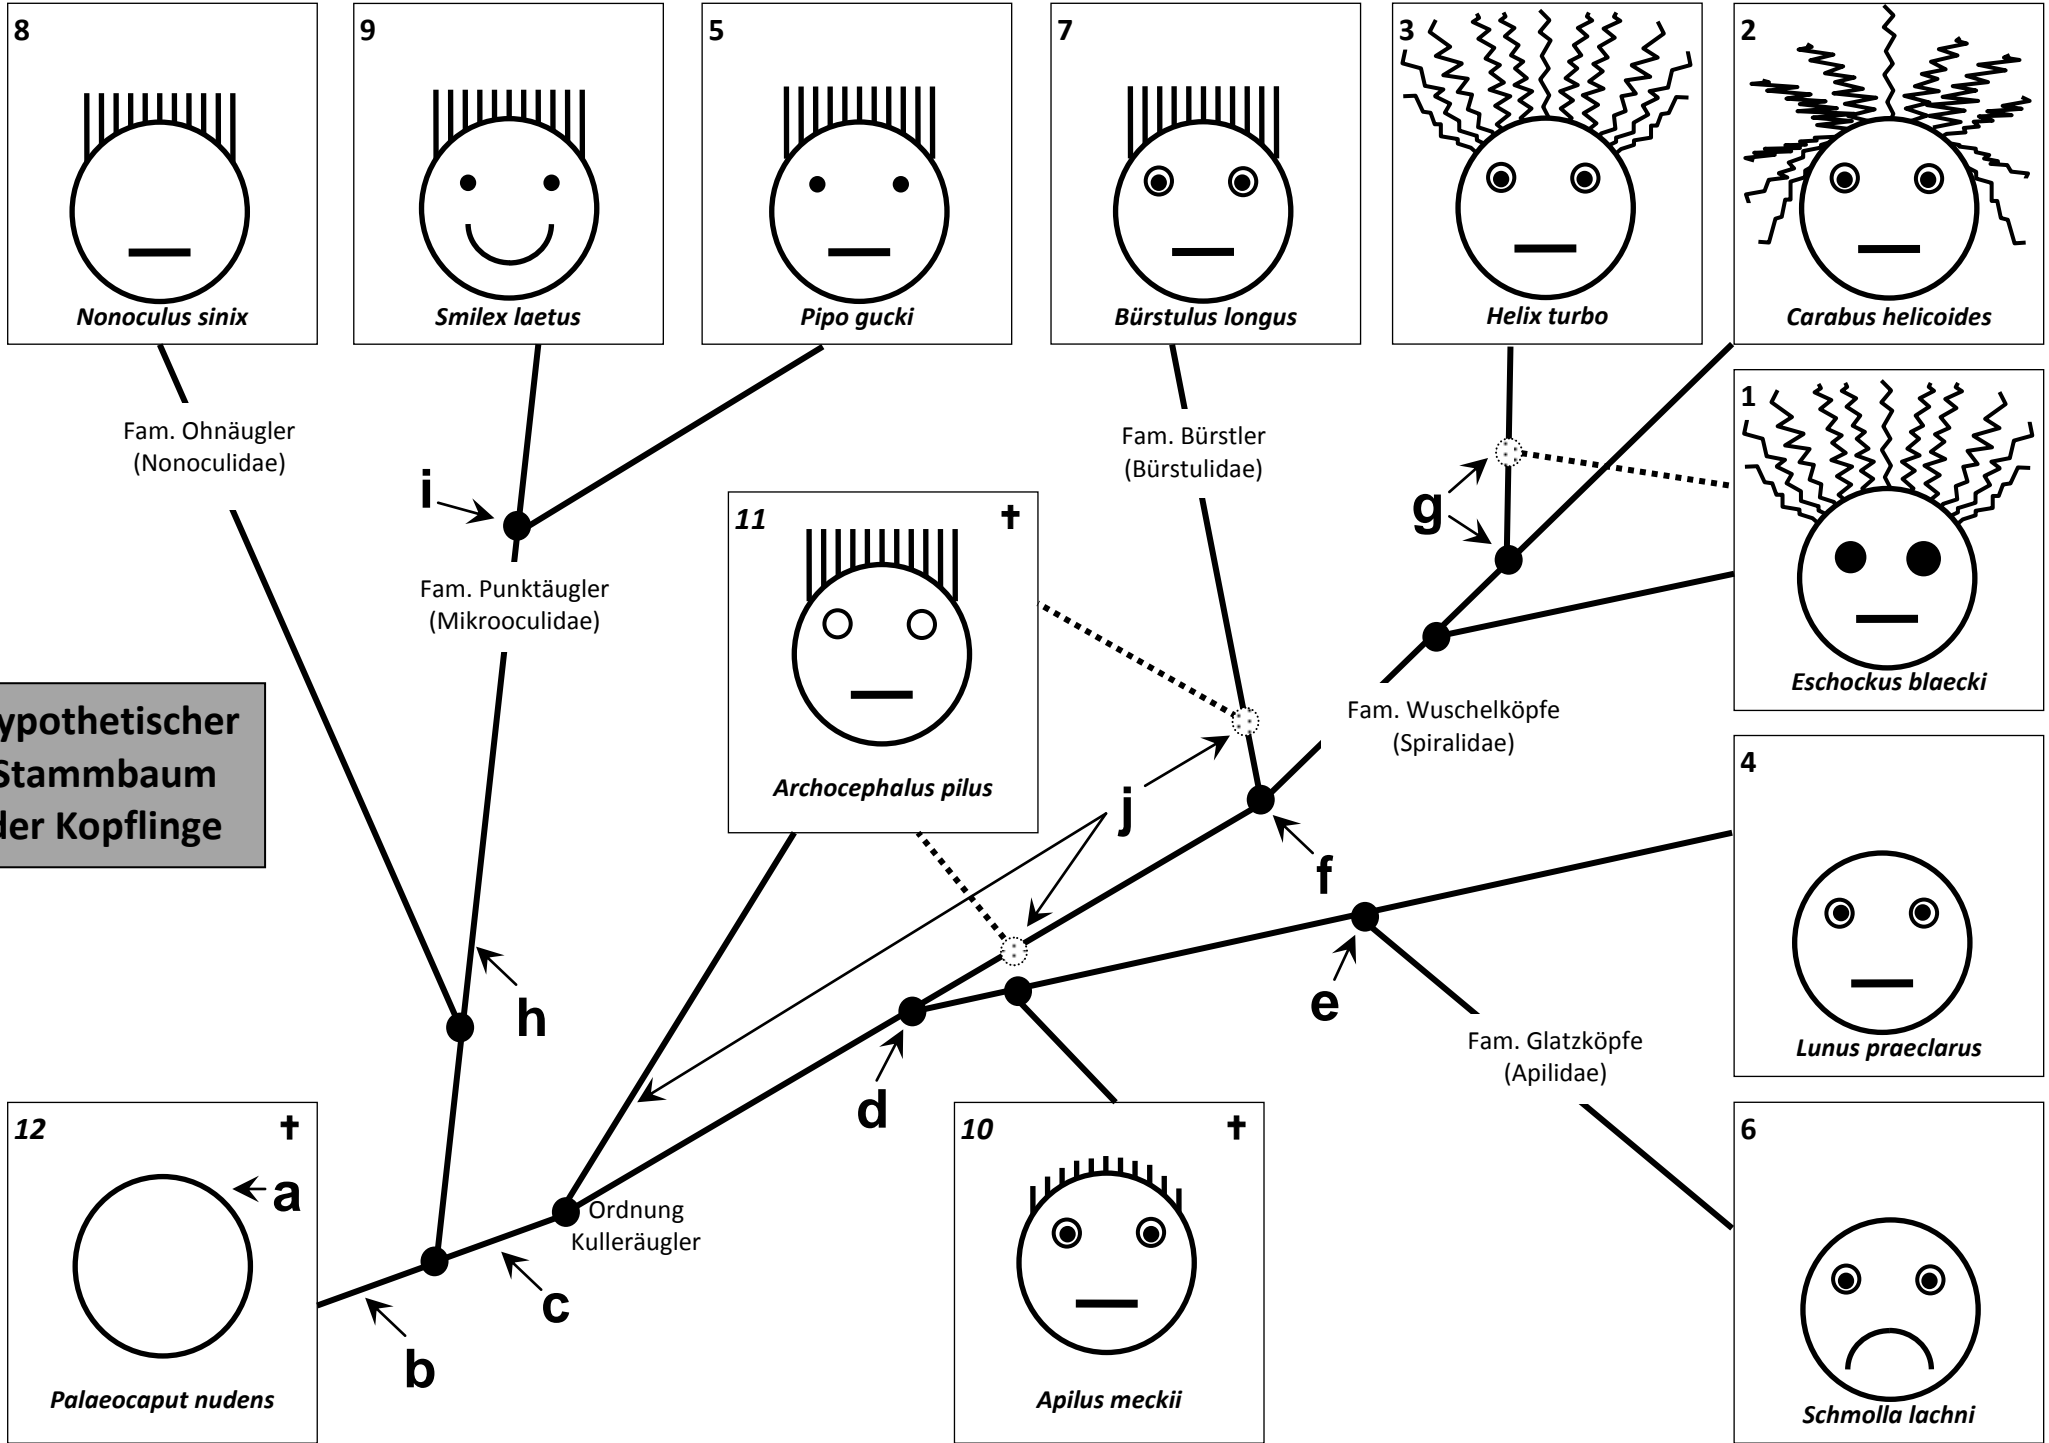 8
Nonoculus sinix
9
Smilex laetus
5
Pipo gucki
7
Bürstulus longus
3
Helix turbo
2
Carabus helicoides
1
Eschockus blaecki
Fam. Ohnäugler
(Nonoculidae)
i
Fam. Punktäugler
(Mikrooculidae)
11
✝
Archocephalus pilus
Fam. Bürstler
(Bürstulidae)
g
Fam. Wuschelköpfe
(Spiralidae)
ypothetischer
Stammbaum
der Kopflinge
4
Lunus praeclarus
j
f
h
e
Fam. Glatzköpfe
(Apilidae)
d
12
✝
a
Palaeocaput nudens
Ordnung
Kulleräugler
c
b
10
✝
Apilus meckii
6
Schmolla lachni